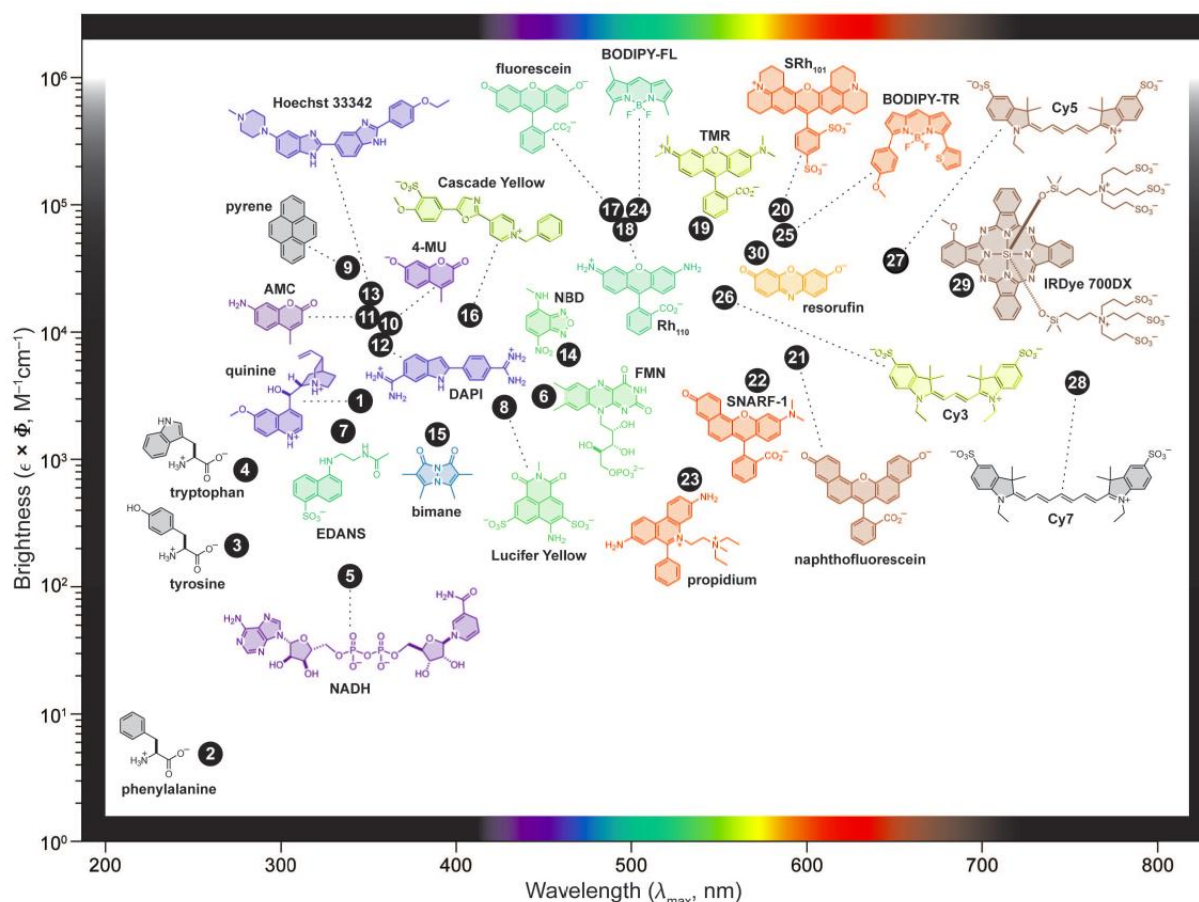 Brightness (ϵ × Φ, M⁻¹cm⁻¹)
10⁶
10⁵
10⁴
10³
10²
10¹
10⁰
fluorescein
BODIPY-FL
SRh₁₀₁
BODIPY-TR
Cy5
Hoechst 33342
TMR
Cascade Yellow
pyrene
4-MU
AMC
NBD
Rh₁₁₀
resorufin
IRDye 700DX
quinine
DAPI
FMN
SNARF-1
Cy3
tryptophan
EDANS
bimane
Lucifer Yellow
propidium
naphthofluorescein
Cy7
tyrosine
NADH
phenylalanine
17
24
18
19
20
25
30
27
29
9
13
11
10
16
12
14
26
21
1
8
6
22
28
7
15
4
23
3
5
2
200
300
400
500
600
700
800
Wavelength (λmax, nm)